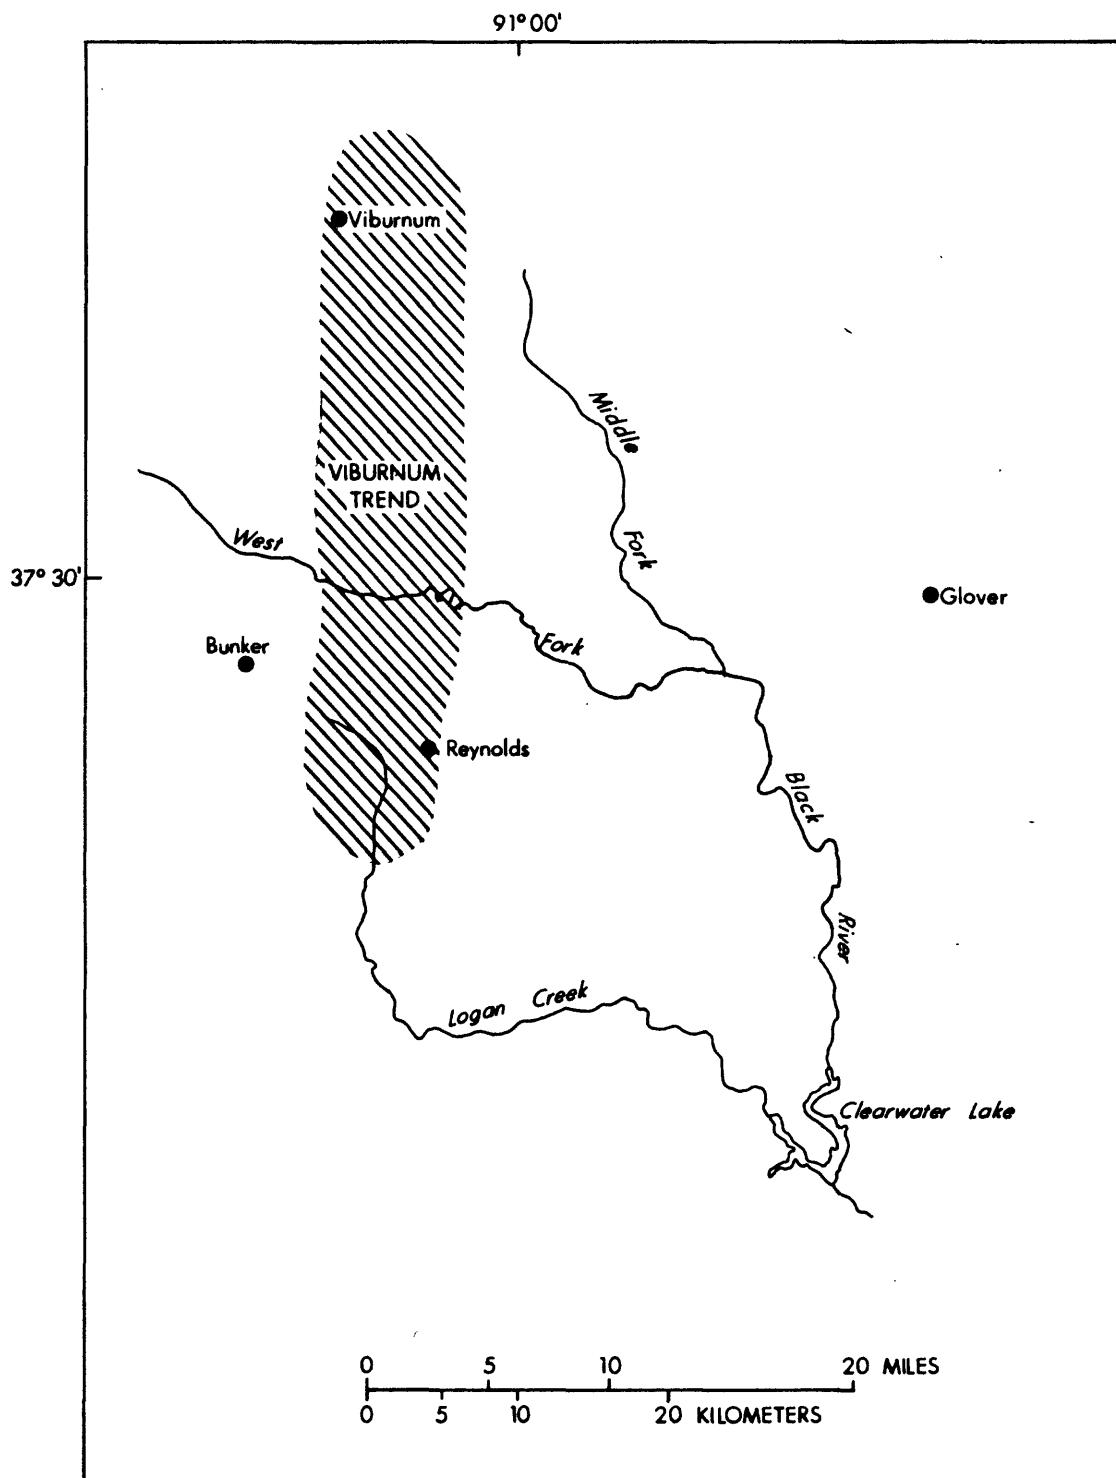 91°00'
Viburnum
Middle
Fork
VIBURNUM
TREND
West
Fork
37° 30'
Glover
Bunker
Reynolds
Black
River
Logan Creek
Clearwater Lake
0 5 10 20 MILES
0 5 10 20 KILOMETERS